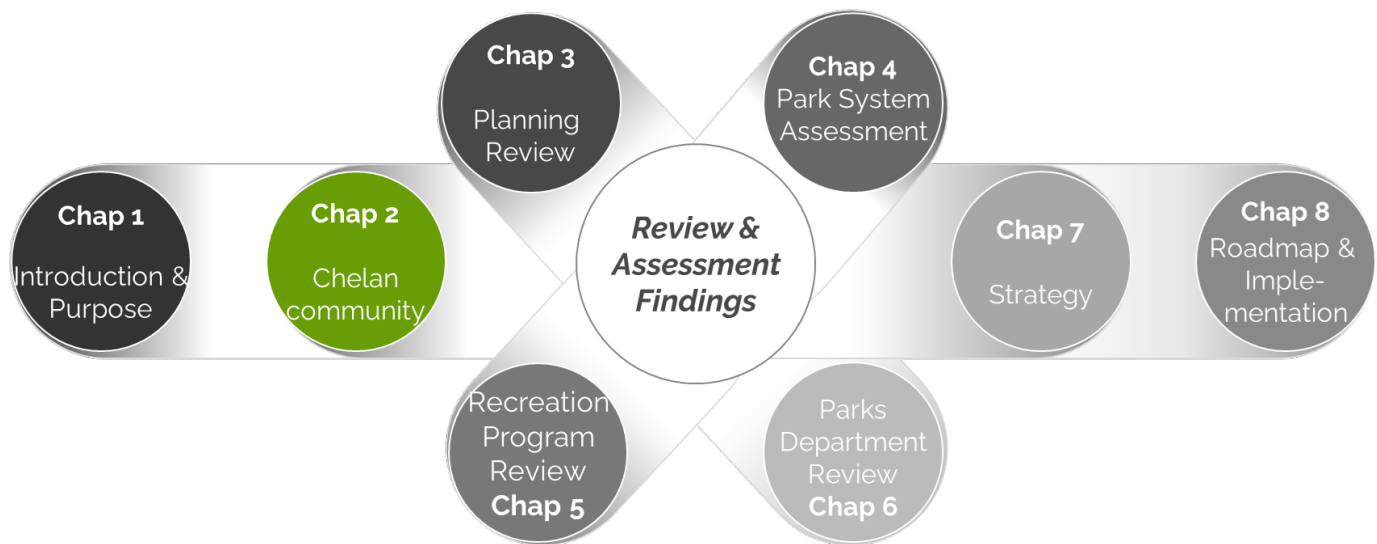 Chap 1
Introduction &
Purpose
Chap 2
Chelan
community
Chap 3
Planning
Review
Chap 4
Park System
Assessment
Review &
Assessment
Findings
Recreation
Program
Review
Chap 5
Parks
Department
Review
Chap 6
Chap 7
Strategy
Chap 8
Roadmap &
Imple-
mentation